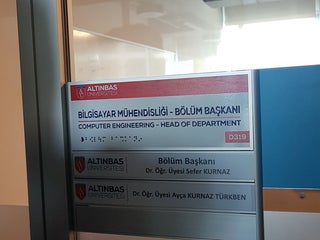 ALTINBAŞ
ÜNİVERSİTESİ
BİLGİSAYAR MÜHENDİSLİĞİ - BÖLÜM BAŞKANI
COMPUTER ENGINEERING - HEAD OF DEPARTMENT
D319
ALTINBAŞ
ÜNİVERSİTESİ
Bölüm Başkanı
Dr. Öğr. Üyesi Sefer KURNAZ
ALTINBAŞ
ÜNİVERSİTESİ
Dr. Öğr. Üyesi Ayça KURNAZ TÜRKBEN